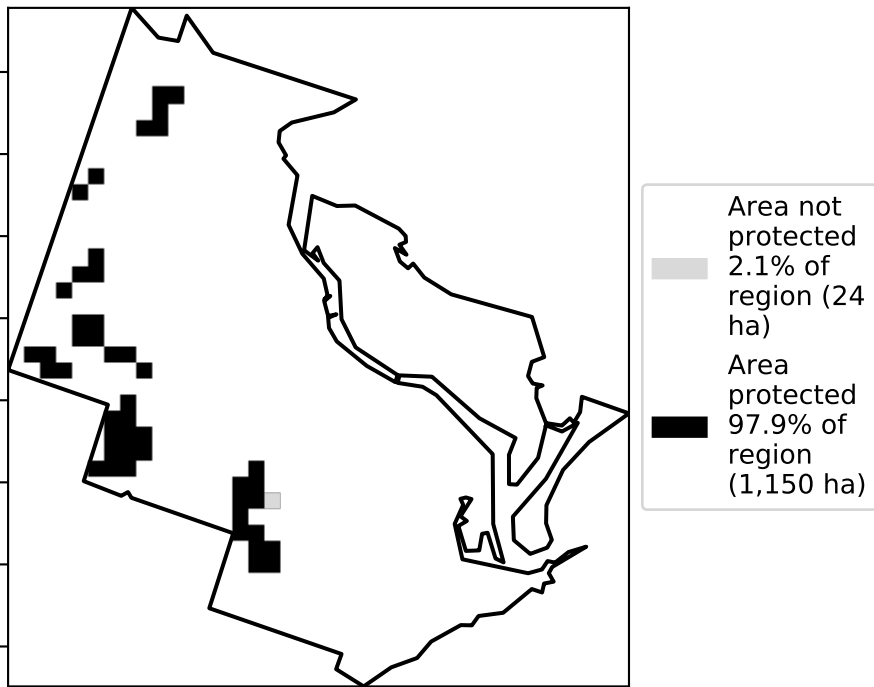 Area not
protected
2.1% of
region (24
ha)
Area
protected
97.9% of
region
(1,150 ha)